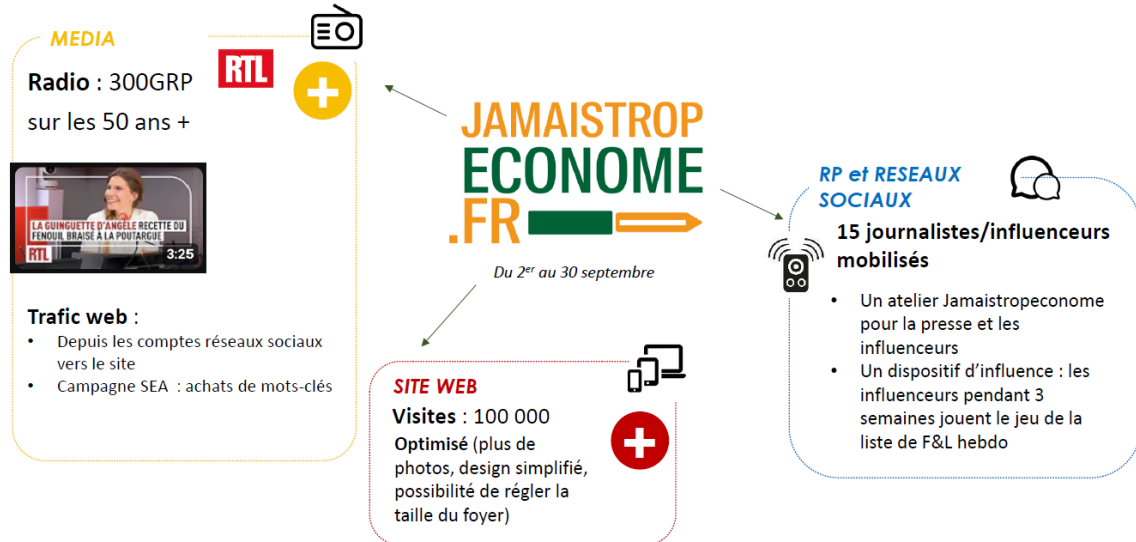 MEDIA
RTL
Radio : 300GRP
sur les 50 ans +
LA GUINGUETTE D'ANGÈLE RECETTE DU
FENOUIL BRAISÉ À LA POUTARGUE
RTL
3:25
Trafic web :
• Depuis les comptes réseaux sociaux
vers le site
• Campagne SEA : achats de mots-clés
JAMAISTROP
ECONOME
.FR
Du 2er au 30 septembre
SITE WEB
Visites : 100 000
Optimisé (plus de
photos, design simplifié,
possibilité de régler la
taille du foyer)
RP et RESEAUX
SOCIAUX
15 journalistes/influenceurs
mobilisés
• Un atelier Jamaistropeconome
pour la presse et les
influenceurs
• Un dispositif d'influence : les
influenceurs pendant 3
semaines jouent le jeu de la
liste de F&L hebdo